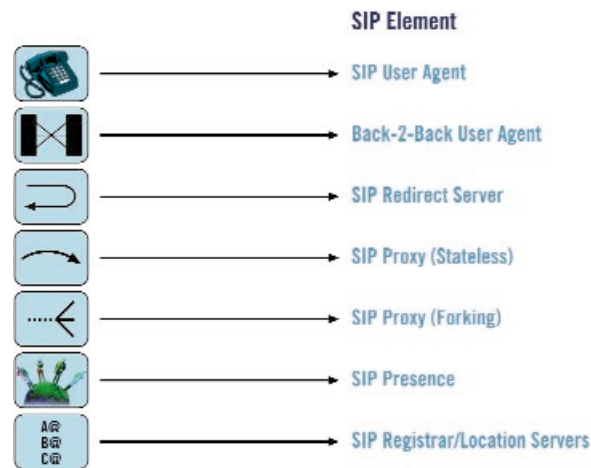 SIP Element
SIP User Agent
Back-2-Back User Agent
SIP Redirect Server
SIP Proxy (Stateless)
SIP Proxy (Forking)
SIP Presence
A@
B@
C@
SIP Registrar/Location Servers